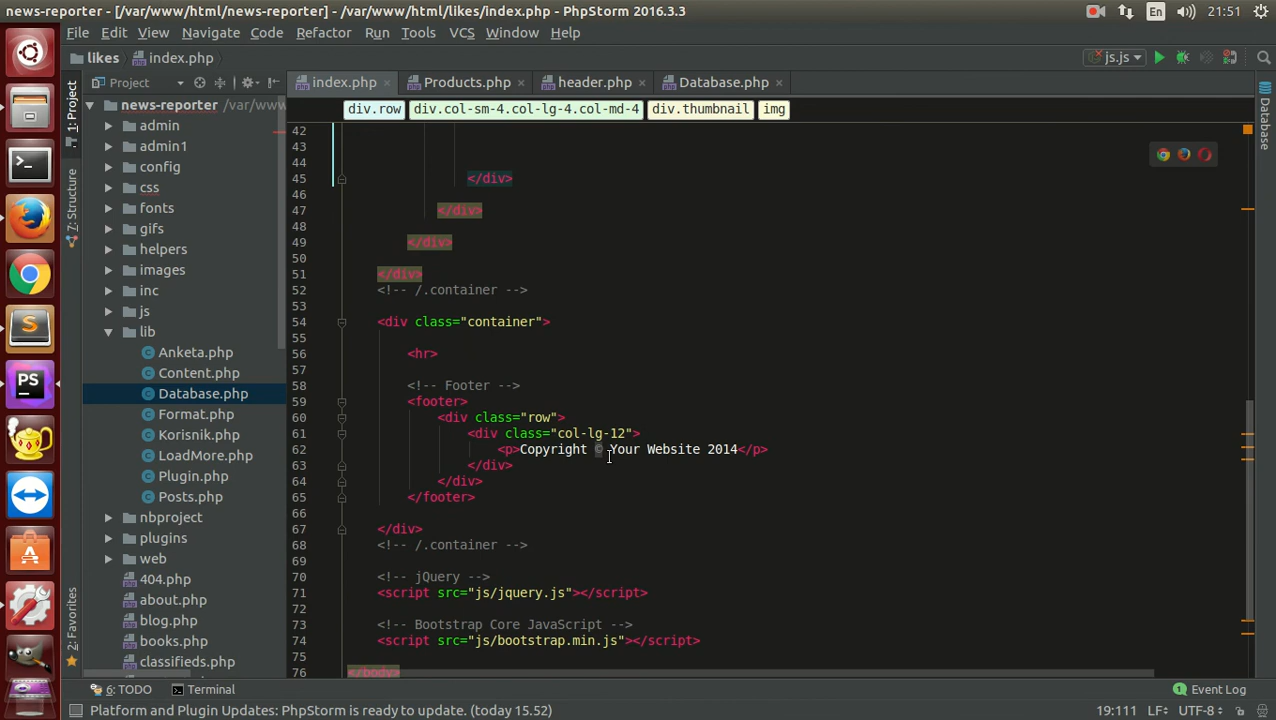 news-reporter - [/var/www/html/news-reporter] - /var/www/html/likes/index.php - PhpStorm 2016.3.3
En
21:51
File Edit View Navigate Code Refactor Run Tools VCS Window Help
likes index.php
js.js
Project
index.php
Products.php
header.php
Database.php
1: Project
7: Structure
2: Favorites
Database
news-reporter /var/www
admin
admin1
config
css
fonts
gifs
helpers
images
inc
js
lib
Anketa.php
Content.php
Database.php
Format.php
Korisnik.php
LoadMore.php
Plugin.php
Posts.php
nbproject
plugins
web
404.php
about.php
blog.php
books.php
classifieds.php
div.row div.col-sm-4.col-lg-4.col-md-4 div.thumbnail img
42
43
44
45 </div>
46
47 </div>
48
49 </div>
50
51 </div>
52 <!-- /.container -->
53
54 <div class="container">
55
56 <hr>
57
58 <!-- Footer -->
59 <footer>
60 <div class="row">
61 <div class="col-lg-12">
62 <p>Copyright © Your Website 2014</p>
63 </div>
64 </div>
65 </footer>
66
67 </div>
68 <!-- /.container -->
69
70 <!-- jQuery -->
71 <script src="js/jquery.js"></script>
72
73 <!-- Bootstrap Core JavaScript -->
74 <script src="js/bootstrap.min.js"></script>
75
76 </body>
6: TODO Terminal
Event Log
Platform and Plugin Updates: PhpStorm is ready to update. (today 15.52)
19:111 LF÷ UTF-8÷